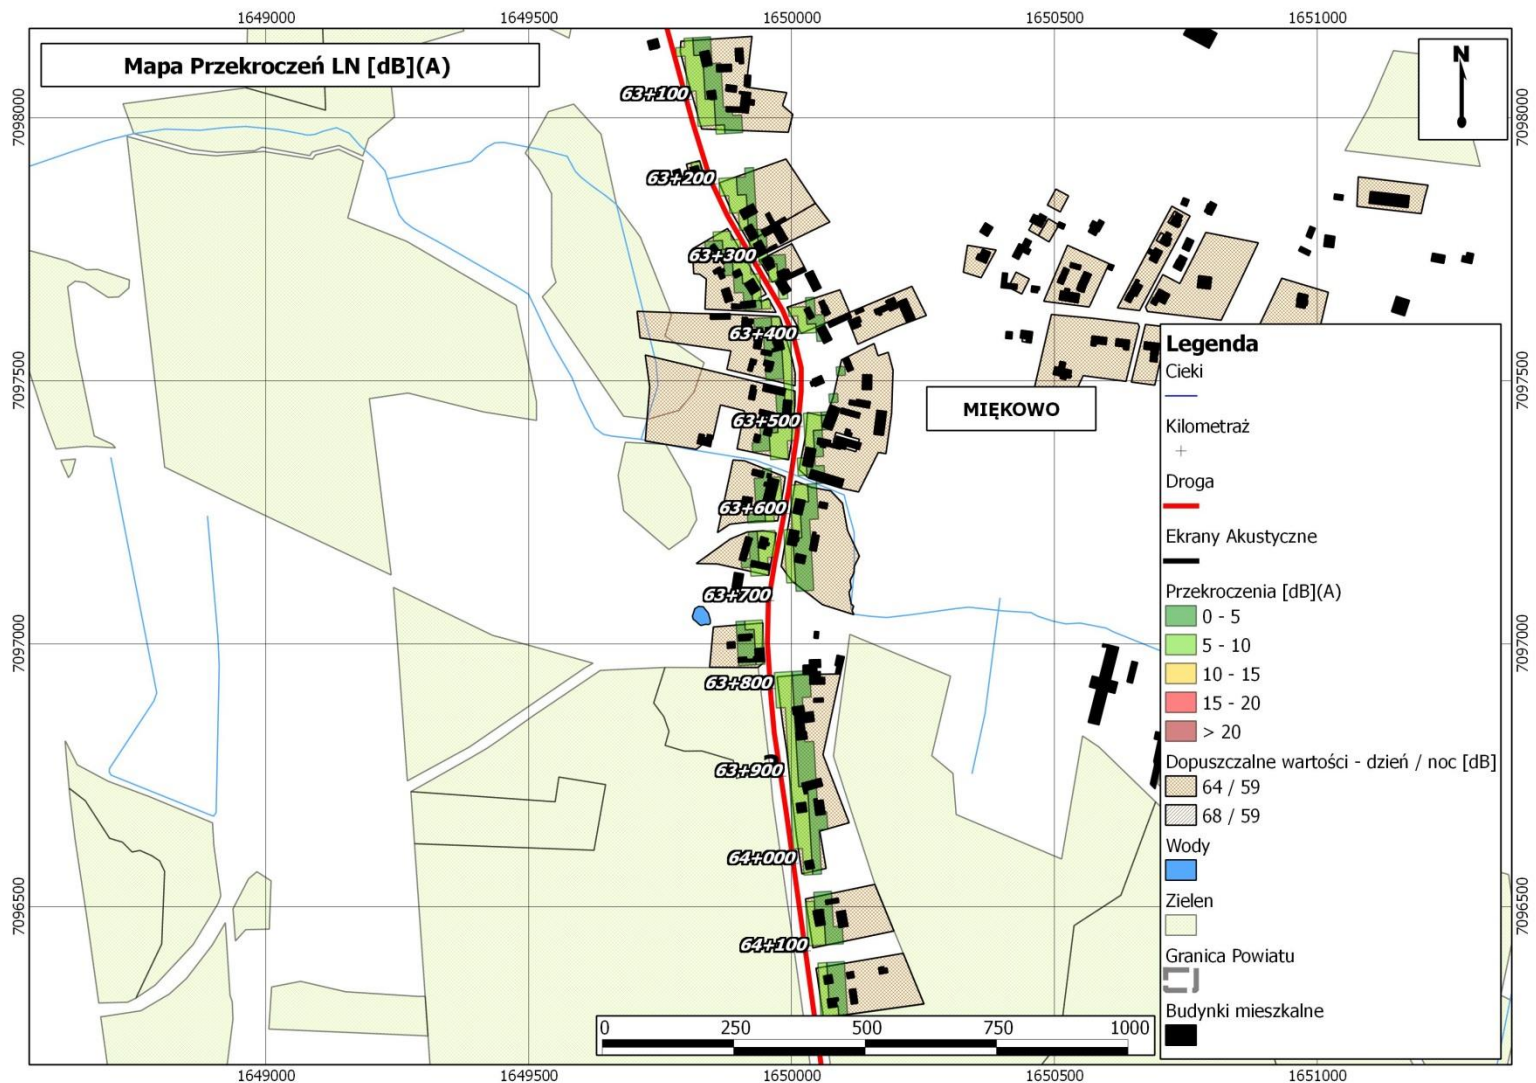 1649000 1649500 1650000 1650500 1651000
Mapa Przekroczeń LN [dB](A)
N
63+100
7098000 7098000
63+200
63+300
63+400
Legenda
Cieki
7097500 7097500
MIĘKOWO
63+500
Kilometraż
Droga
63+600
Ekrany Akustyczne
63+700
Przekroczenia [dB](A)
0 - 5
7097000 7097000
5 - 10
10 - 15
63+800
15 - 20
> 20
63+900
Dopuszczalne wartości - dzień / noc [dB]
64 / 59
68 / 59
64+000
Wody
Zielen
7096500 7096500
64+100
Granica Powiatu
Budynki mieszkalne
0 250 500 750 1000
1649000 1649500 1650000 1650500 1651000